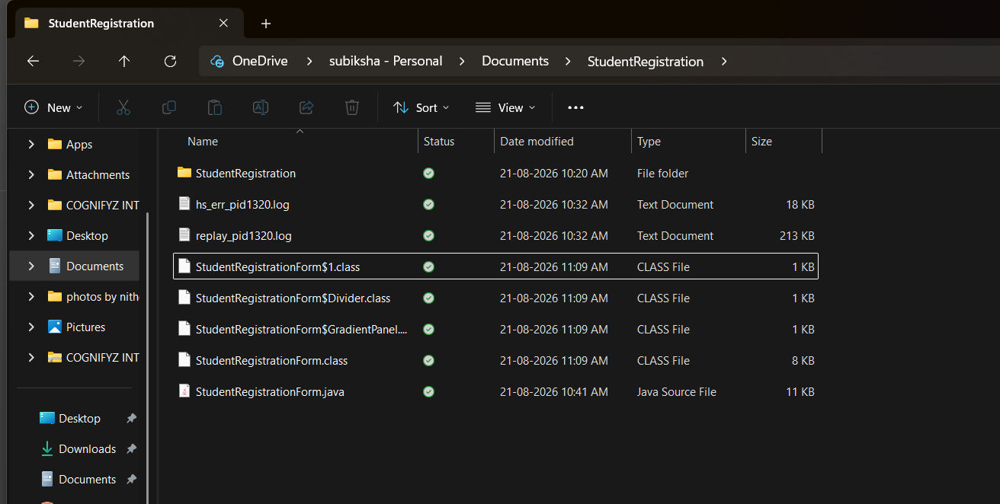 StudentRegistration
OneDrive > subiksha - Personal > Documents > StudentRegistration >
New Sort View ...
Name Status Date modified Type Size
Apps
Attachments
COGNIFYZ INT
Desktop
Documents
photos by nith
Pictures
COGNIFYZ INT
Desktop
Downloads
Documents
StudentRegistration 21-08-2026 10:20 AM File folder
hs_err_pid1320.log 21-08-2026 10:32 AM Text Document 18 KB
replay_pid1320.log 21-08-2026 10:32 AM Text Document 213 KB
StudentRegistrationForm$1.class 21-08-2026 11:09 AM CLASS File 1 KB
StudentRegistrationForm$Divider.class 21-08-2026 11:09 AM CLASS File 1 KB
StudentRegistrationForm$GradientPanel.... 21-08-2026 11:09 AM CLASS File 1 KB
StudentRegistrationForm.class 21-08-2026 11:09 AM CLASS File 8 KB
StudentRegistrationForm.java 21-08-2026 10:41 AM Java Source File 11 KB